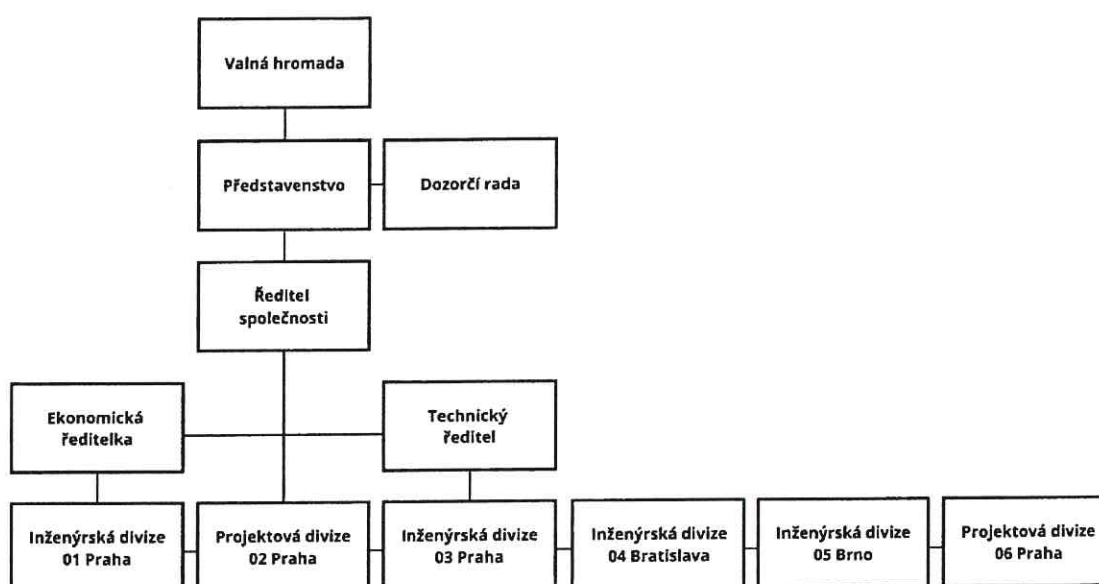 Valná hromada
Představenstvo
Dozorčí rada
Ředitel
společnosti
Ekonomická
ředitelka
Technický
ředitel
Inženýrská divize
01 Praha
Projektová divize
02 Praha
Inženýrská divize
03 Praha
Inženýrská divize
04 Bratislava
Inženýrská divize
05 Brno
Projektová divize
06 Praha